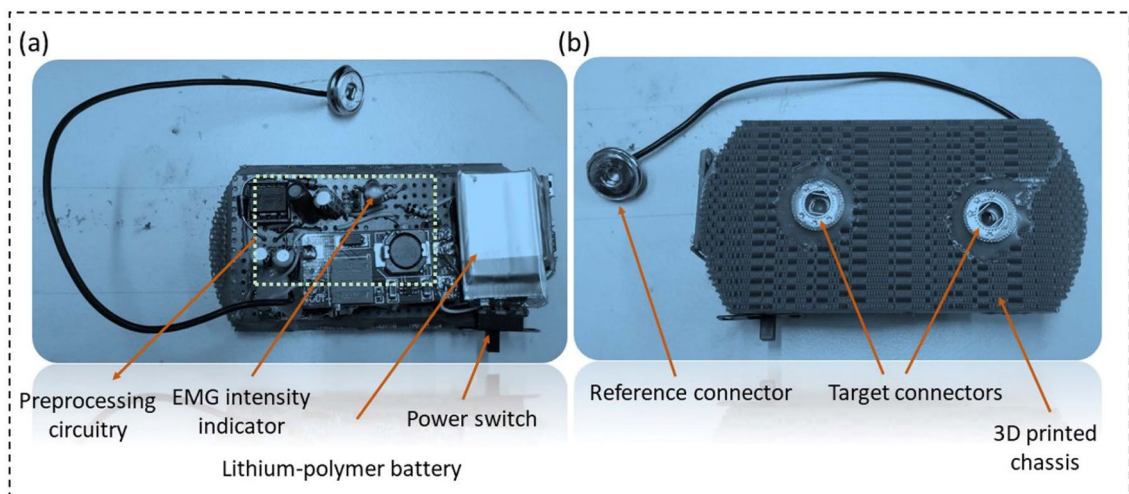 (a)
(b)
Preprocessing
circuitry
EMG intensity
indicator
Lithium-polymer battery
Power switch
Reference connector
Target connectors
3D printed
chassis